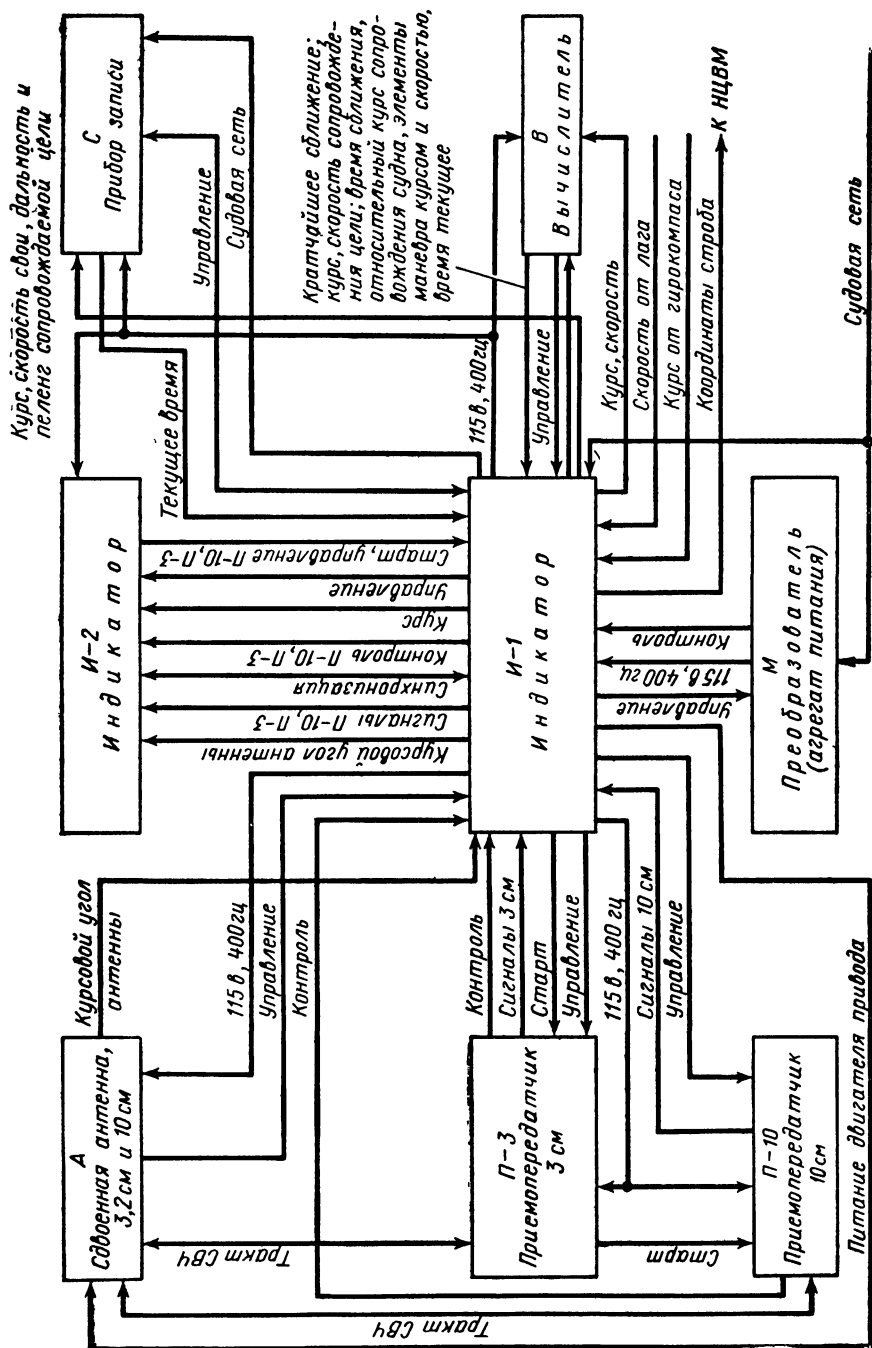 Курс, скорость свои, дальность и
пеленг сопровождаемой цели
С
Прибор записи
Управление
Судовая сеть
Кратчайшее сближение;
курс, скорость сопровожде-
ния цели; время сближения,
относительный курс сопро-
вождения судна, элементы
маневра курсом и скоростью,
время текущее
В
Вычислитель
К НЦВМ
Судовая сеть
Текущее время
115 в, 400 гц
Управление
Курс, скорость
Скорость от лага
Курс от гирокомпаса
Координаты строба
И-2
Индикатор
Старт, управление П-10, П-3
Управление
Курс
Контроль П-10, П-3
Синхронизация
Сигналы П-10, П-3
Курсовой угол антенны
И-1
Индикатор
Контроль
115 в, 400 гц
Управление
М
Преобразователь
(агрегат питания)
Курсовой угол
антенны
115 в, 400 гц
Управление
Контроль
Контроль
Сигналы 3 см
Старт
Управление
115 в, 400 гц
Сигналы 10 см
Управление
Питание двигателя привода
А
Сдвоенная антенна,
3,2 см и 10 см
Тракт СВЧ
П-3
Приемопередатчик
3 см
Старт
П-10
Приемопередатчик
10 см
Тракт СВЧ